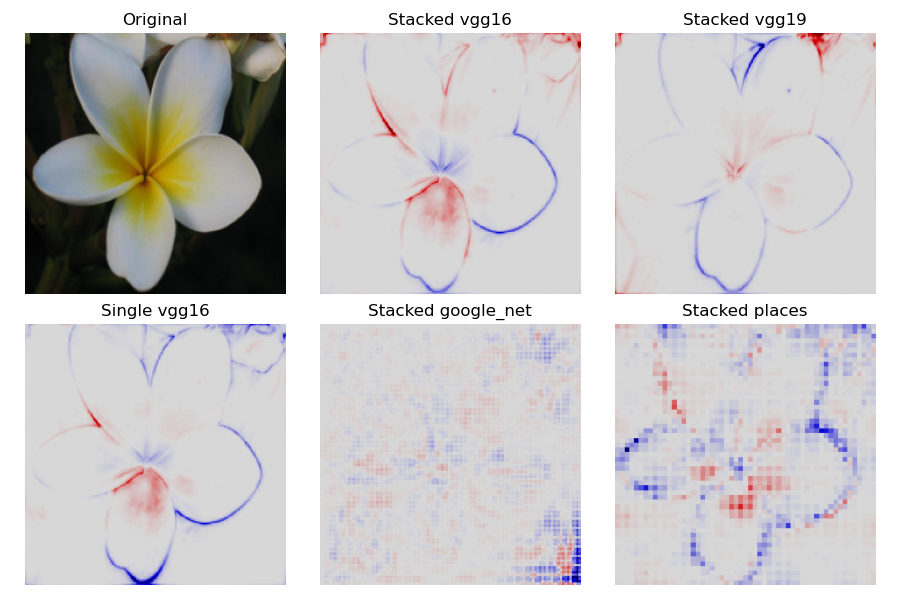 Original
Stacked vgg16
Stacked vgg19
Single vgg16
Stacked google_net
Stacked places